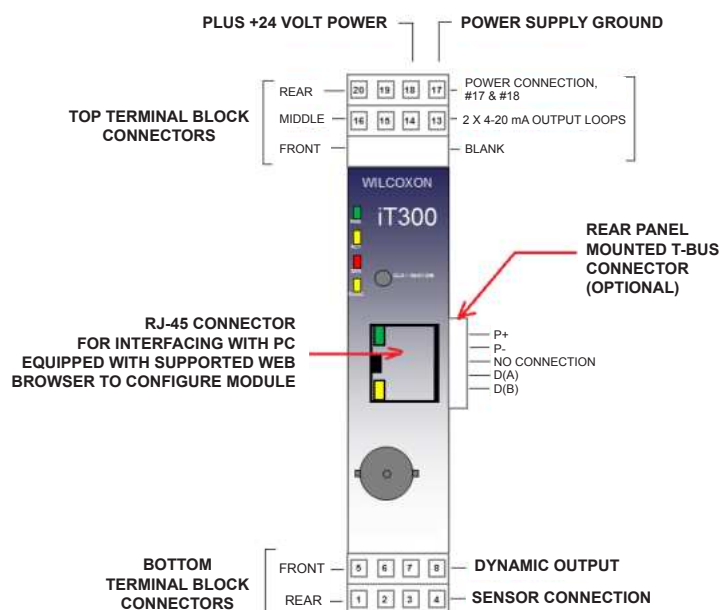 PLUS +24 VOLT POWER
POWER SUPPLY GROUND
TOP TERMINAL BLOCK
CONNECTORS
REAR
20 19 18 17
POWER CONNECTION,
#17 & #18
MIDDLE
16 15 14 13
2 X 4-20 mA OUTPUT LOOPS
FRONT
BLANK
WILCOXON
iT300
REAR PANEL
MOUNTED T-BUS
CONNECTOR
(OPTIONAL)
RJ-45 CONNECTOR
FOR INTERFACING WITH PC
EQUIPPED WITH SUPPORTED WEB
BROWSER TO CONFIGURE MODULE
P+
P-
NO CONNECTION
D(A)
D(B)
BOTTOM
TERMINAL BLOCK
CONNECTORS
FRONT
5 6 7 8
DYNAMIC OUTPUT
REAR
1 2 3 4
SENSOR CONNECTION